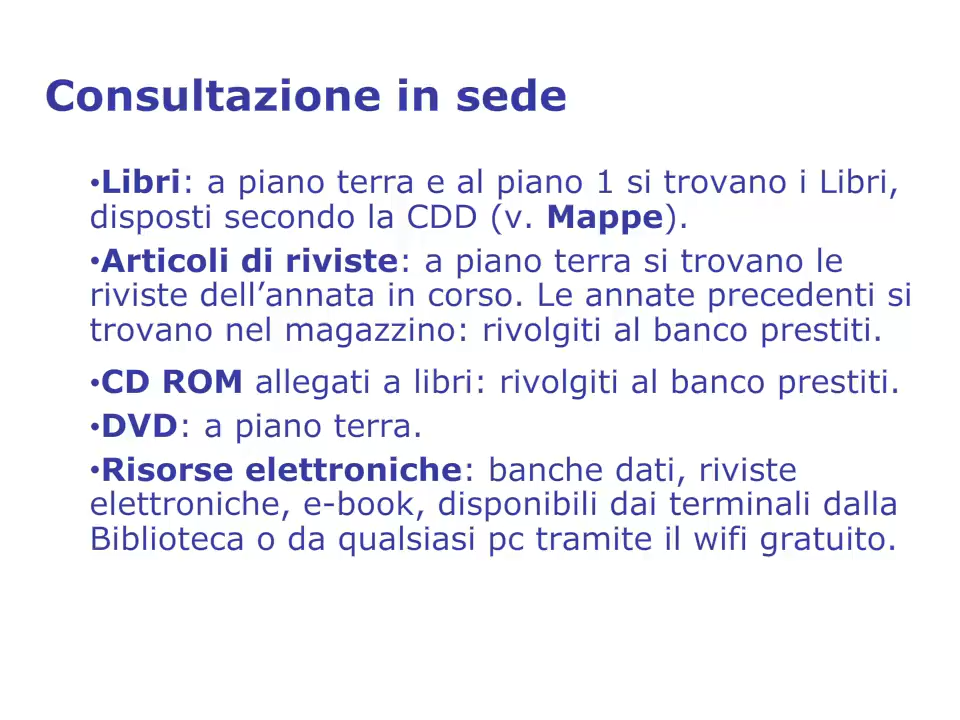 Consultazione in sede
•Libri: a piano terra e al piano 1 si trovano i Libri,
disposti secondo la CDD (v. Mappe).
•Articoli di riviste: a piano terra si trovano le
riviste dell’annata in corso. Le annate precedenti si
trovano nel magazzino: rivolgiti al banco prestiti.
•CD ROM allegati a libri: rivolgiti al banco prestiti.
•DVD: a piano terra.
•Risorse elettroniche: banche dati, riviste
elettroniche, e-book, disponibili dai terminali dalla
Biblioteca o da qualsiasi pc tramite il wifi gratuito.